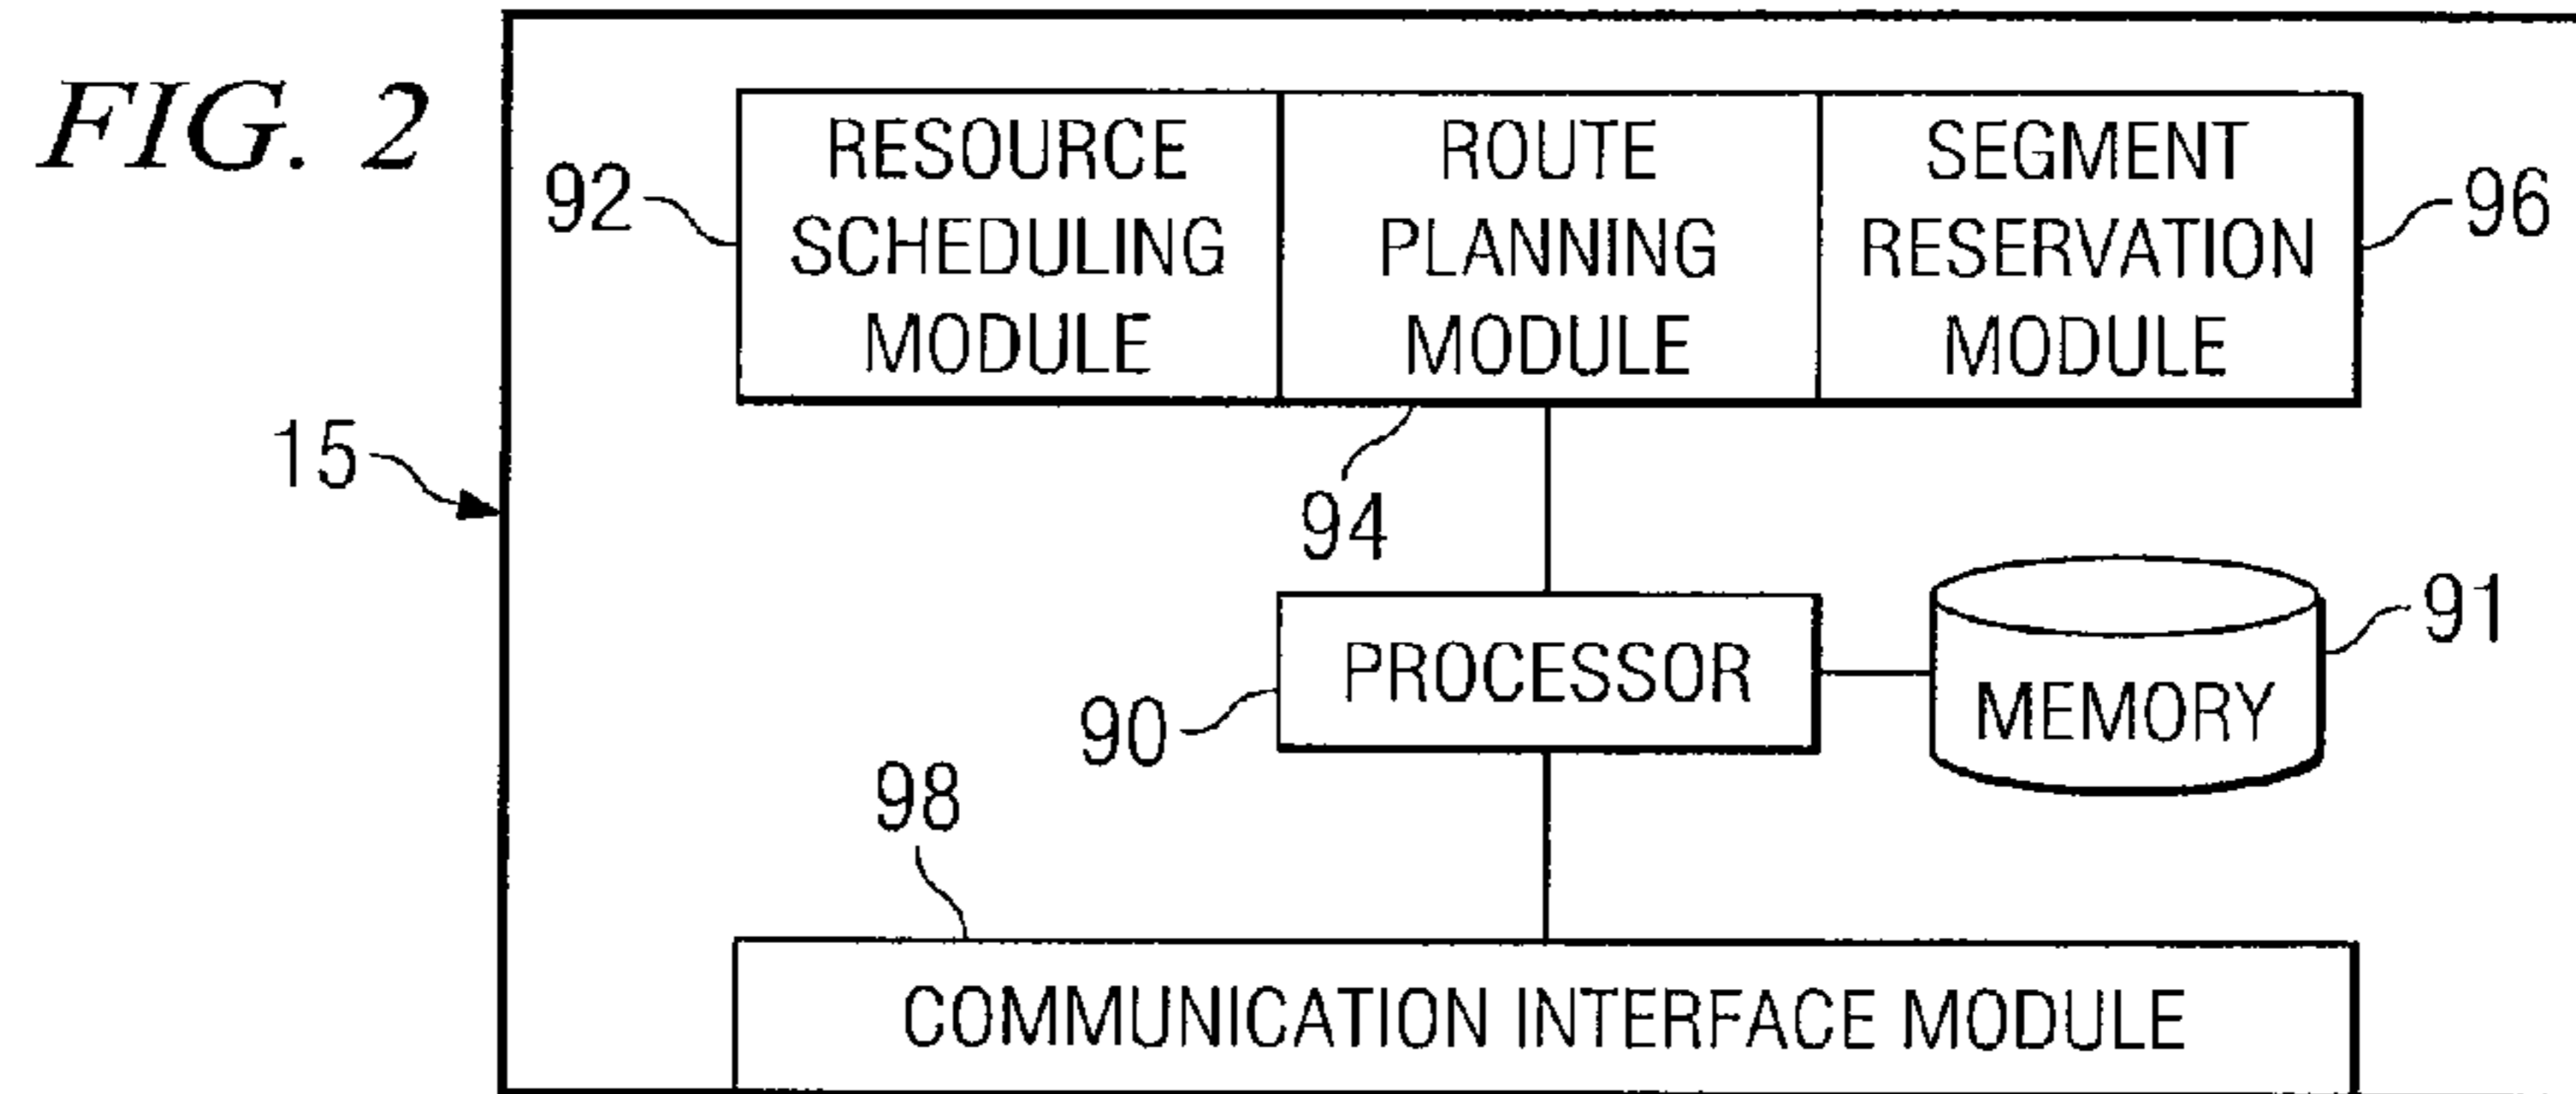 FIG. 2
92
RESOURCE
SCHEDULING
MODULE
ROUTE
PLANNING
MODULE
SEGMENT
RESERVATION
MODULE
96
15
94
PROCESSOR
90
MEMORY
91
98
COMMUNICATION INTERFACE MODULE